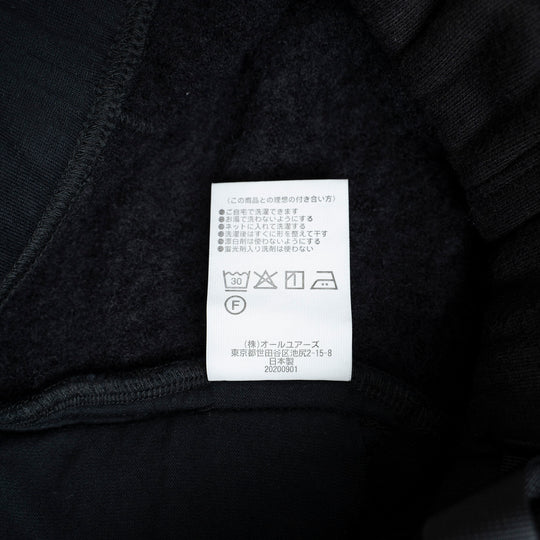 〈この商品との理想の付き合い方〉
●ご自宅で洗濯できます
●お湯で洗わないようにする
●ネットに入れて洗濯する
●洗濯後はすぐに形を整えて干す
●漂白剤は使わないようにする
●蛍光剤入り洗剤は使わない
30
F
(株)オールユアーズ
東京都世田谷区池尻2-15-8
日本製
20200901